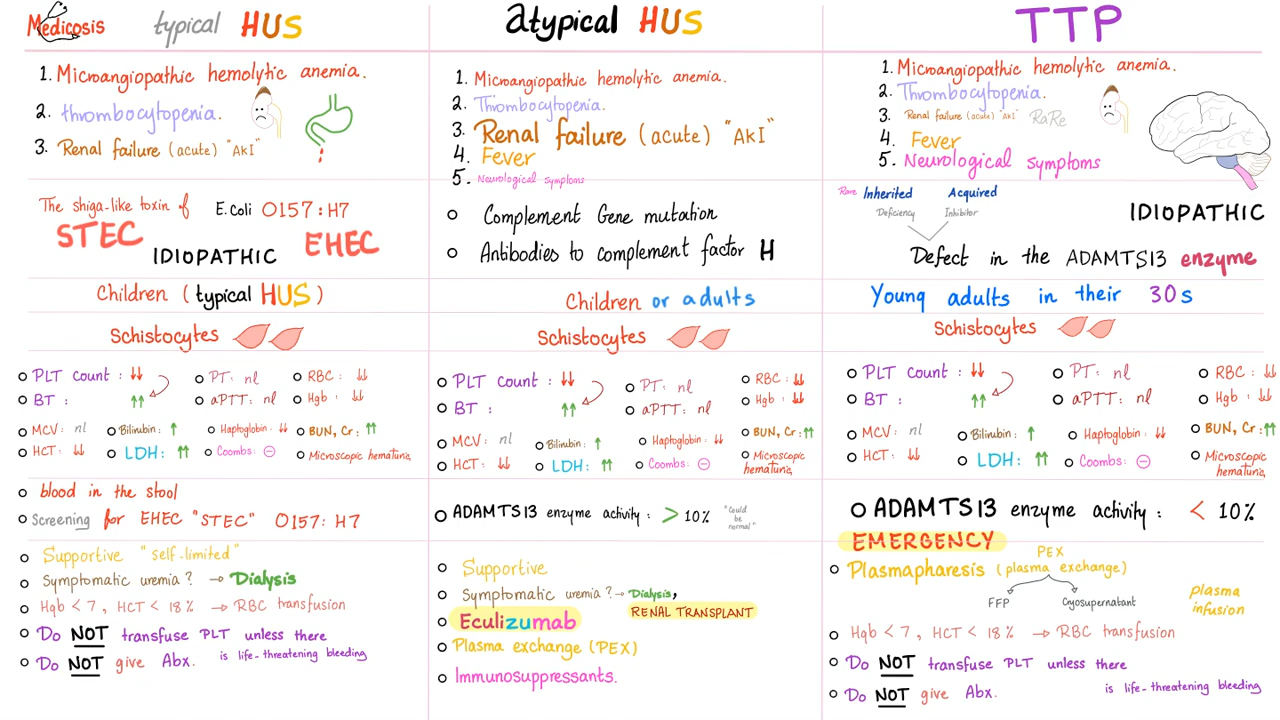 Medicosis
typical HUS
1. Microangiopathic hemolytic anemia.
2. Thrombocytopenia.
3. Renal failure (acute) "AKI"
The shiga-like toxin of E.Coli O157:H7
STEC
IDIOPATHIC
EHEC
Children (typical HUS)
Schistocytes
PLT count: ↓↓
BT : ↑↑
PT: nl
aPTT: nl
RBC: ↓↓
Hgb: ↓↓
MCV: nl
HCT: ↓↓
Bilirubin: ↑
LDH: ↑↑
Haptoglobin: ↓↓
Coombs: ⊖
BUN, Cr: ↑↑
Microscopic hematuria
blood in the stool
Screening for EHEC "STEC" O157: H7
Supportive "self-limited"
Symptomatic uremia? → Dialysis
Hgb < 7, HCT < 18% → RBC transfusion
Do NOT transfuse PLT unless there
is life-threatening bleeding
Do NOT give Abx.
atypical HUS
1. Microangiopathic hemolytic anemia.
2. Thrombocytopenia.
3. Renal failure (acute) "AKI"
4. Fever
5. Neurological symptoms
Complement Gene mutation
Antibodies to complement factor H
Children or adults
Schistocytes
PLT count: ↓↓
BT : ↑↑
PT: nl
aPTT: nl
RBC: ↓↓
Hgb: ↓↓
MCV: nl
HCT: ↓↓
Bilirubin: ↑
LDH: ↑↑
Haptoglobin: ↓↓
Coombs: ⊖
BUN, Cr: ↑↑
Microscopic hematuria
ADAMTS13 enzyme activity: > 10% "Could be normal"
Supportive
Symptomatic uremia? → Dialysis,
RENAL TRANSPLANT
Eculizumab
Plasma exchange (PEX)
Immunosuppressants.
TTP
1. Microangiopathic hemolytic anemia.
2. Thrombocytopenia.
3. Renal failure (acute) "AKI" RaRe
4. Fever
5. Neurological symptoms
Rare Inherited Acquired
Deficiency Inhibitor
IDIOPATHIC
Defect in the ADAMTS13 enzyme
Young adults in their 30s
Schistocytes
PLT count: ↓↓
BT : ↑↑
PT: nl
aPTT: nl
RBC: ↓↓
Hgb: ↓↓
MCV: nl
HCT: ↓↓
Bilirubin: ↑
LDH: ↑↑
Haptoglobin: ↓↓
Coombs: ⊖
BUN, Cr: ↑↑
Microscopic hematuria
ADAMTS13 enzyme activity: < 10%
EMERGENCY
PEX
Plasmapharesis (plasma exchange)
FFP Cyosupernatant
plasma infusion
Hgb < 7, HCT < 18% → RBC transfusion
Do NOT transfuse PLT unless there
is life-threatening bleeding
Do NOT give Abx.